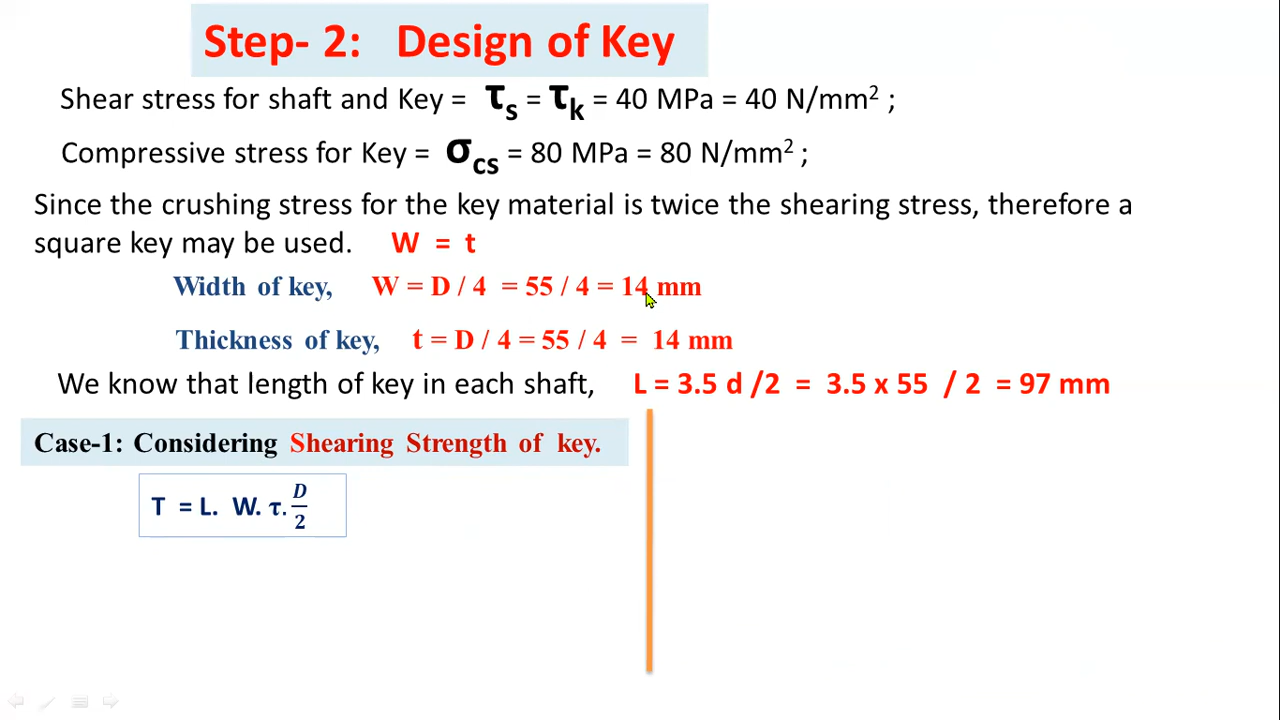 Step- 2: Design of Key
Shear stress for shaft and Key = τs = τk = 40 MPa = 40 N/mm² ;
Compressive stress for Key = σcs = 80 MPa = 80 N/mm² ;
Since the crushing stress for the key material is twice the shearing stress, therefore a
square key may be used. W = t
Width of key, W = D / 4 = 55 / 4 = 14 mm
Thickness of key, t = D / 4 = 55 / 4 = 14 mm
We know that length of key in each shaft, L = 3.5 d /2 = 3.5 x 55 / 2 = 97 mm
Case-1: Considering Shearing Strength of key.
T = L. W. τ. D/2